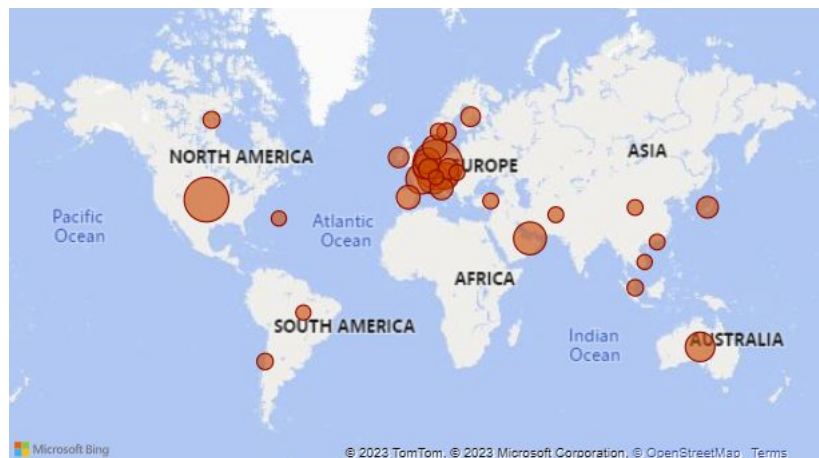 NORTH AMERICA
EUROPE
ASIA
Pacific
Ocean
Atlantic
Ocean
AFRICA
SOUTH AMERICA
Indian
Ocean
AUSTRALIA
Microsoft Bing
© 2023 TomTom, © 2023 Microsoft Corporation, © OpenStreetMap Terms